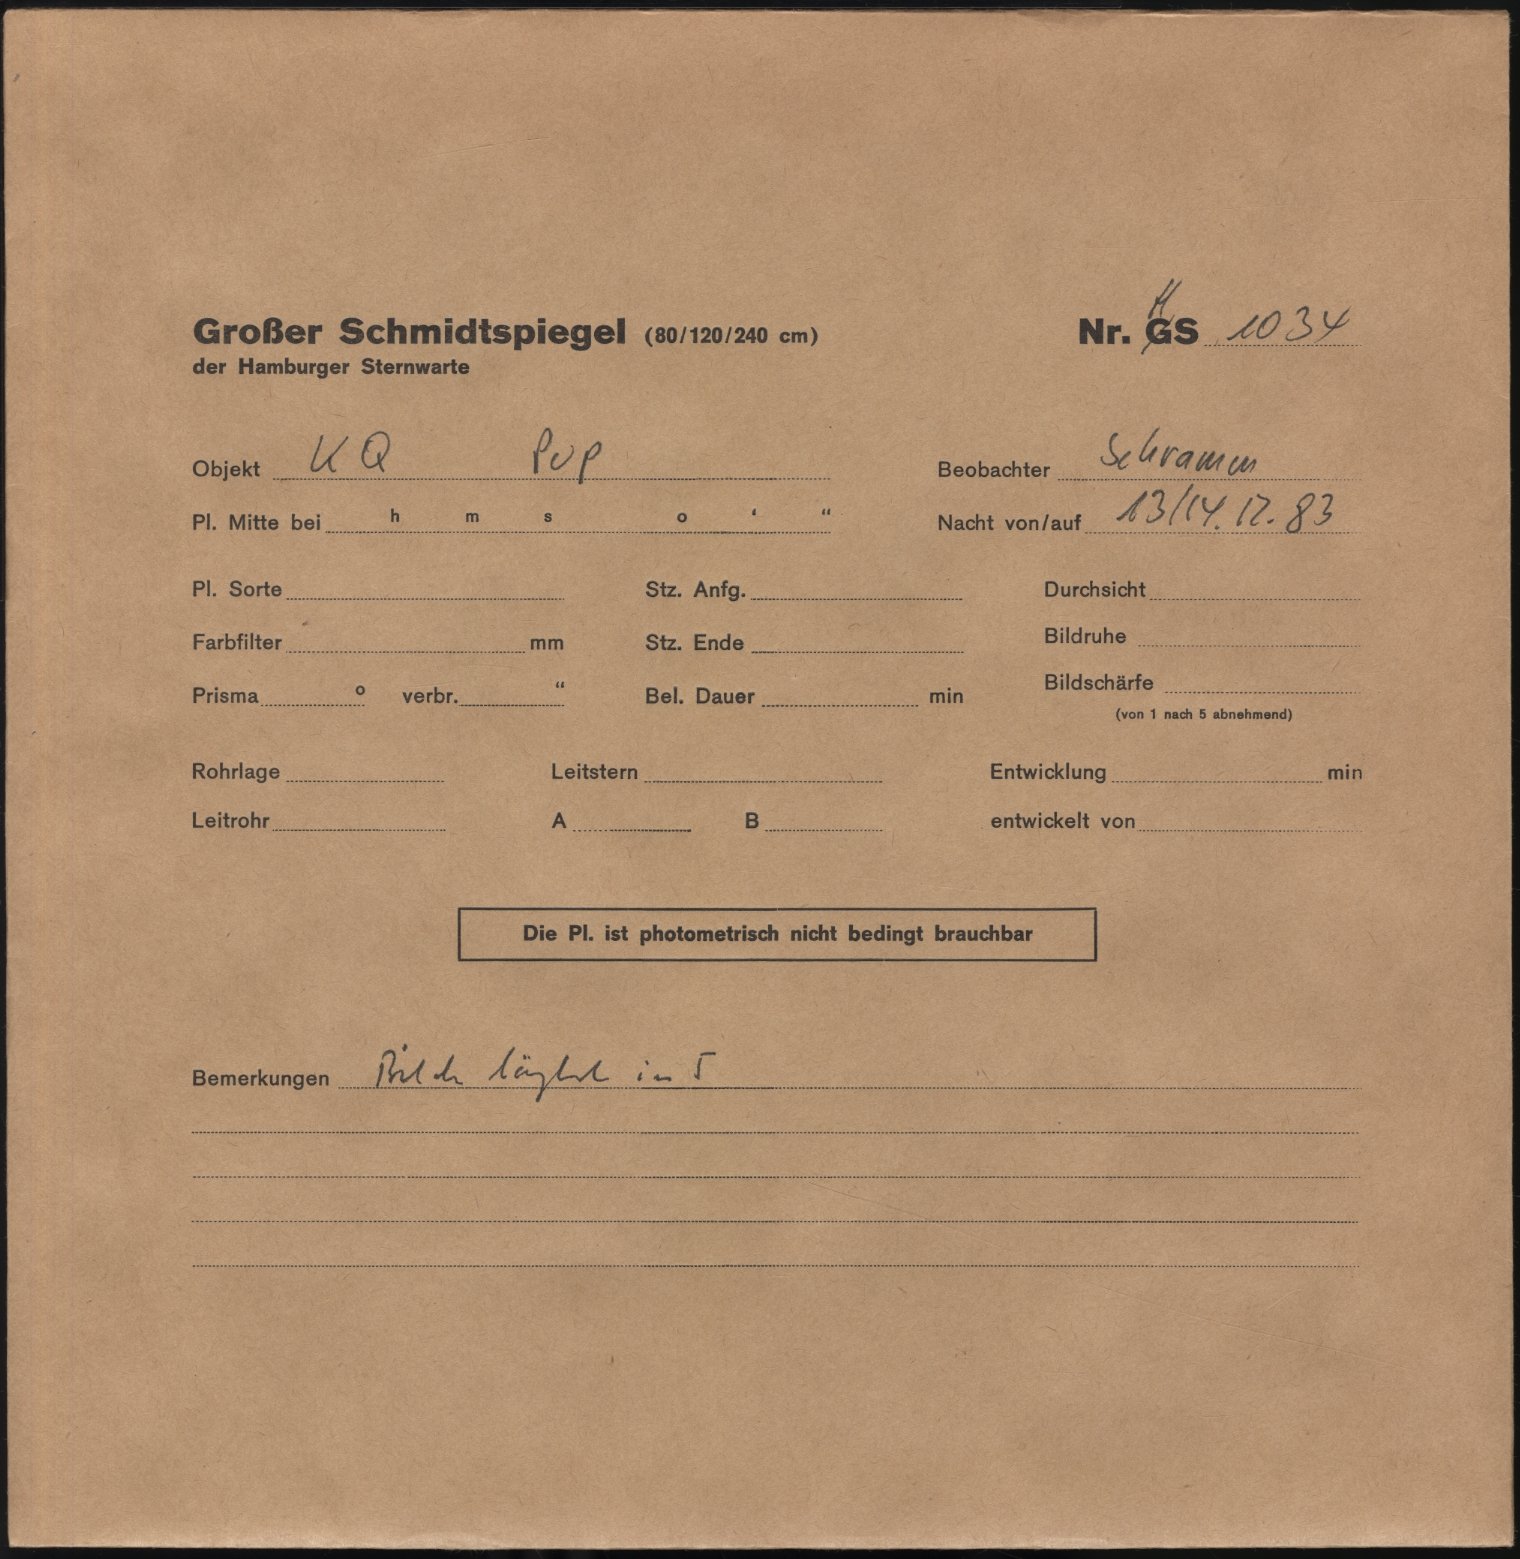 Großer Schmidtspiegel (80/120/240 cm)
der Hamburger Sternwarte
H
Nr. GS 1034
Objekt KQ Pup
Beobachter Schramm
Pl. Mitte bei h m s o ‘ “
Nacht von/auf 13/14.12.83
Pl. Sorte Stz. Anfg. Durchsicht
Farbfilter mm Stz. Ende Bildruhe
Prisma o verbr. “ Bel. Dauer min Bildschärfe
(von 1 nach 5 abnehmend)
Rohrlage Leitstern Entwicklung min
Leitrohr A B entwickelt von
Die Pl. ist photometrisch nicht bedingt brauchbar
Bemerkungen Bilder länglich in